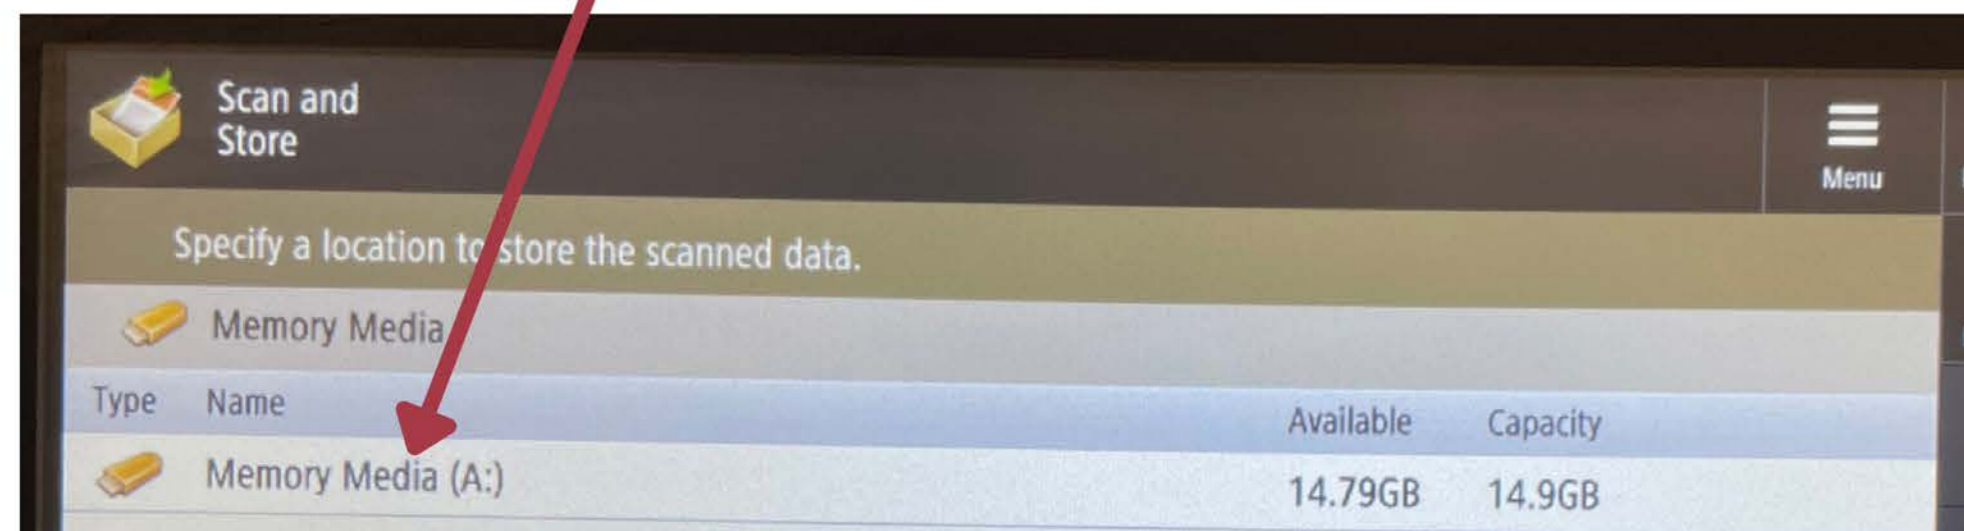 Scan and
Store
Menu
Specify a location to store the scanned data.
Memory Media
Type Name Available Capacity
Memory Media (A:) 14.79GB 14.9GB